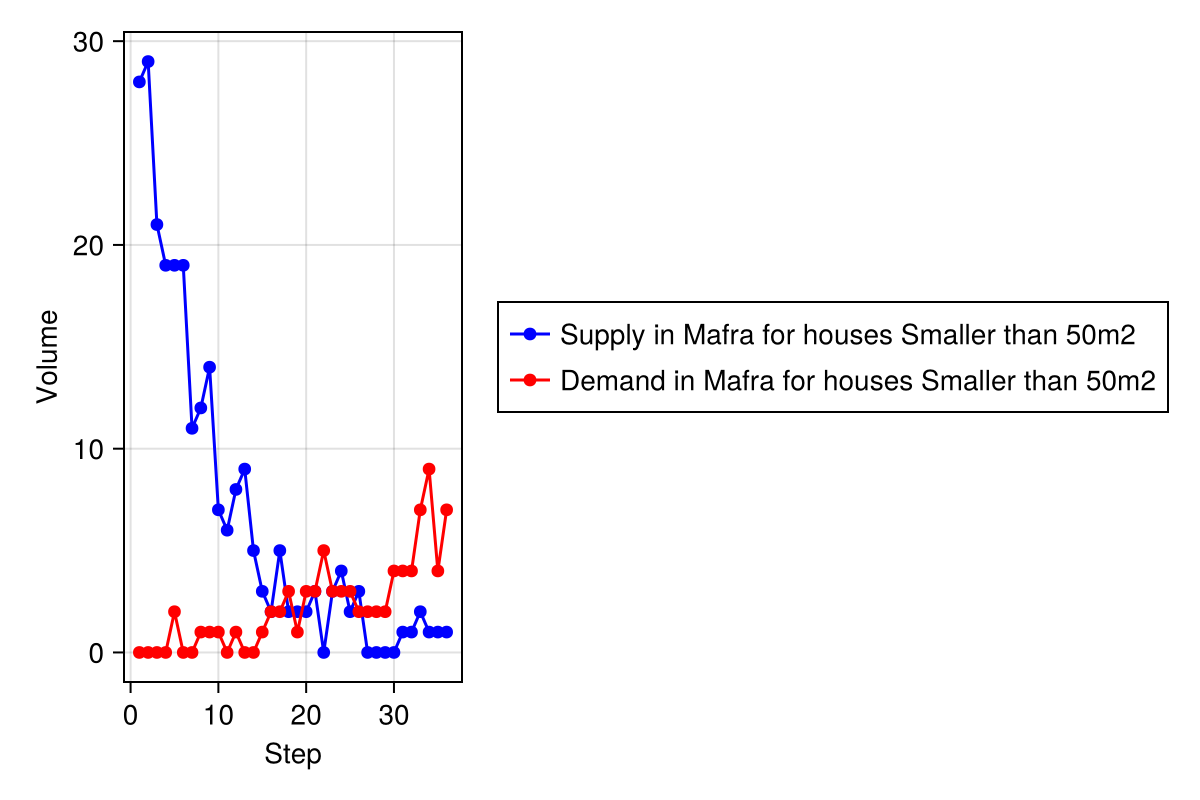 30
20
10
0
Volume
0 10 20 30
Step
Supply in Mafra for houses Smaller than 50m2
Demand in Mafra for houses Smaller than 50m2